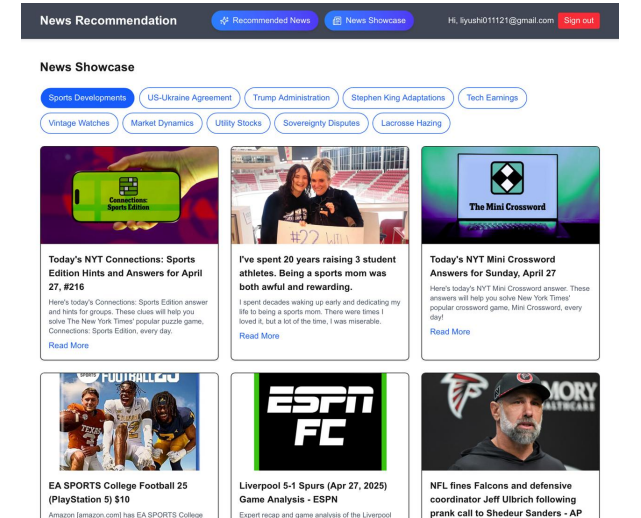 News Recommendation
Recommended News
News Showcase
Hi, liyushi011121@gmail.com
Sign out
News Showcase
Sports Developments
US-Ukraine Agreement
Trump Administration
Stephen King Adaptations
Tech Earnings
Vintage Watches
Market Dynamics
Utility Stocks
Sovereignty Disputes
Lacrosse Hazing
Connections:
Sports Edition
Today's NYT Connections: Sports
Edition Hints and Answers for April
27, #216
Here's today's Connections: Sports Edition answer
and hints for groups. These clues will help you
solve The New York Times' popular puzzle game,
Connections: Sports Edition, every day.
Read More
#22
I've spent 20 years raising 3 student
athletes. Being a sports mom was
both awful and rewarding.
I spent decades waking up early and dedicating my
life to being a sports mom. There were times I
loved it, but a lot of the time, I was miserable.
Read More
The Mini Crossword
Today's NYT Mini Crossword
Answers for Sunday, April 27
Here's today's NYT Mini Crossword answer. These
answers will help you solve New York Times'
popular crossword game, Mini Crossword, every
day!
Read More
SPORTS
FOOTBALL 25
TEXAS
EA SPORTS College Football 25
(PlayStation 5) $10
Amazon [amazon.com] has EA SPORTS College
ESPN
FC
Liverpool 5-1 Spurs (Apr 27, 2025)
Game Analysis - ESPN
Expert recap and game analysis of the Liverpool
EMORY
HEALTHCARE
NFL fines Falcons and defensive
coordinator Jeff Ulbrich following
prank call to Shedeur Sanders - AP